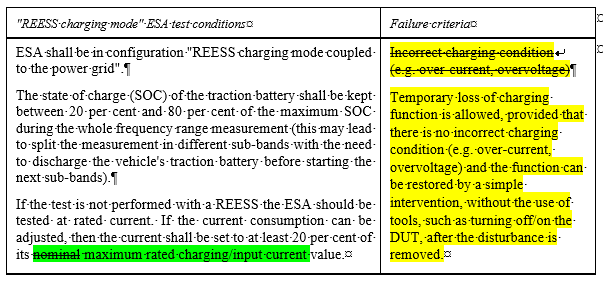 "REESS charging mode" ESA test conditions¤
Failure criteria¤
ESA shall be in configuration "REESS charging mode coupled
to the power grid".¶
The state of charge (SOC) of the traction battery shall be kept
between 20 per cent and 80 per cent of the maximum SOC
during the whole frequency range measurement (this may lead
to split the measurement in different sub-bands with the need
to discharge the vehicle's traction battery before starting the
next sub-bands).¶
If the test is not performed with a REESS the ESA should be
tested at rated current. If the current consumption can be
adjusted, then the current shall be set to at least 20 per cent of
its nominal maximum rated charging/input current value.¤
Incorrect charging condition↵
(e.g. over current, overvoltage)¶
Temporary loss of charging
function is allowed, provided that
there is no incorrect charging
condition (e.g. over-current,
overvoltage) and the function can
be restored by a simple
intervention, without the use of
tools, such as turning off/on the
DUT, after the disturbance is
removed.¤